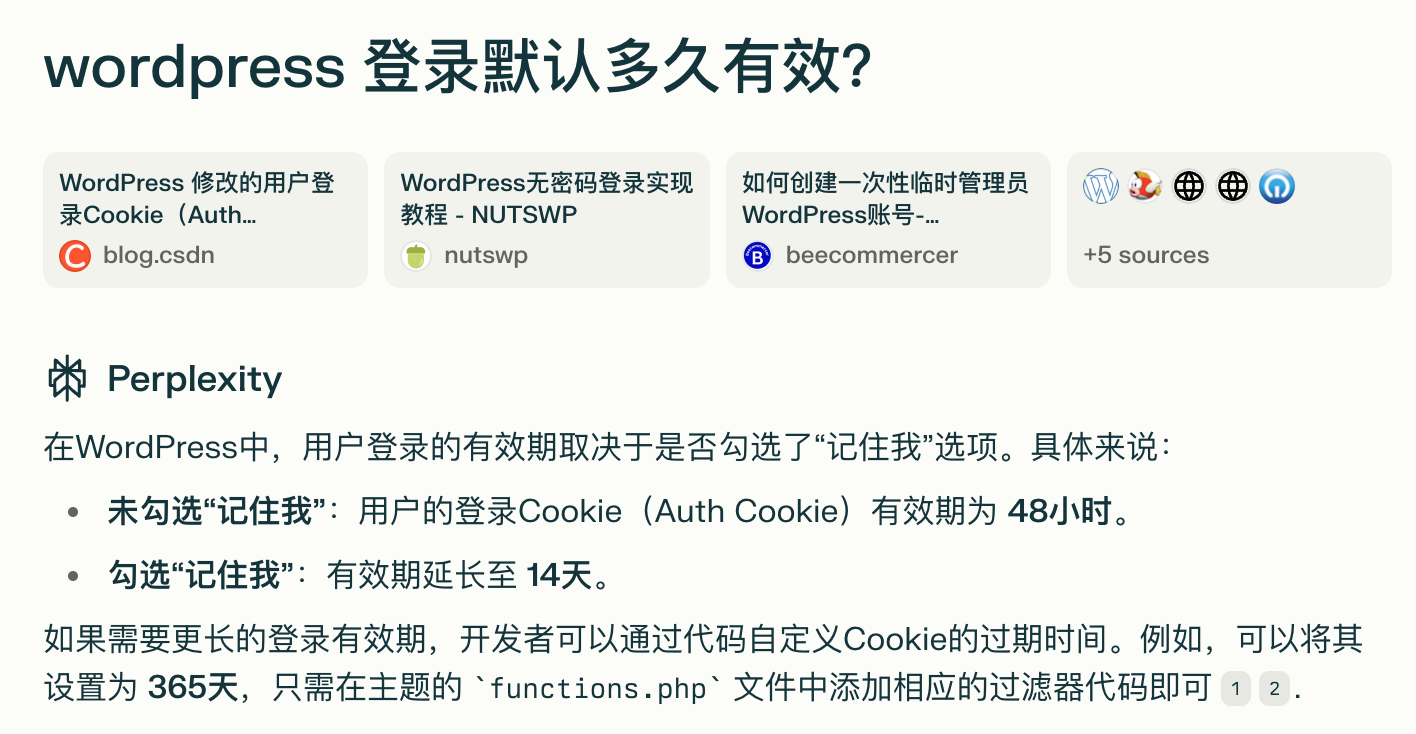 wordpress 登录默认多久有效?
WordPress 修改的用户登
录Cookie（Auth...
blog.csdn
WordPress无密码登录实现
教程 - NUTSWP
nutswp
如何创建一次性临时管理员
WordPress账号-...
B
beecommercer
+5 sources
Perplexity
在WordPress中，用户登录的有效期取决于是否勾选了“记住我”选项。具体来说：
• 未勾选“记住我”：用户的登录Cookie（Auth Cookie）有效期为 48小时。
• 勾选“记住我”：有效期延长至 14天。
如果需要更长的登录有效期，开发者可以通过代码自定义Cookie的过期时间。例如，可以将其
设置为 365天，只需在主题的 `functions.php` 文件中添加相应的过滤器代码即可 1 2 .